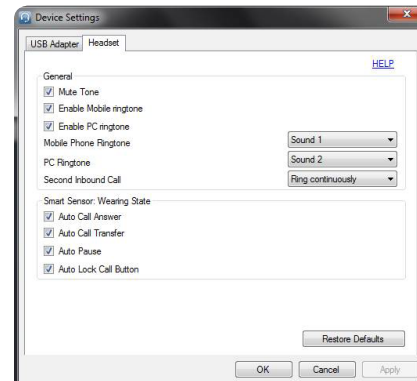 Device Settings
USB Adapter Headset
HELP
General
Mute Tone
Enable Mobile ringtone
Enable PC ringtone
Mobile Phone Ringtone Sound 1
PC Ringtone Sound 2
Second Inbound Call Ring continuously
Smart Sensor: Wearing State
Auto Call Answer
Auto Call Transfer
Auto Pause
Auto Lock Call Button
Restore Defaults
OK Cancel Apply